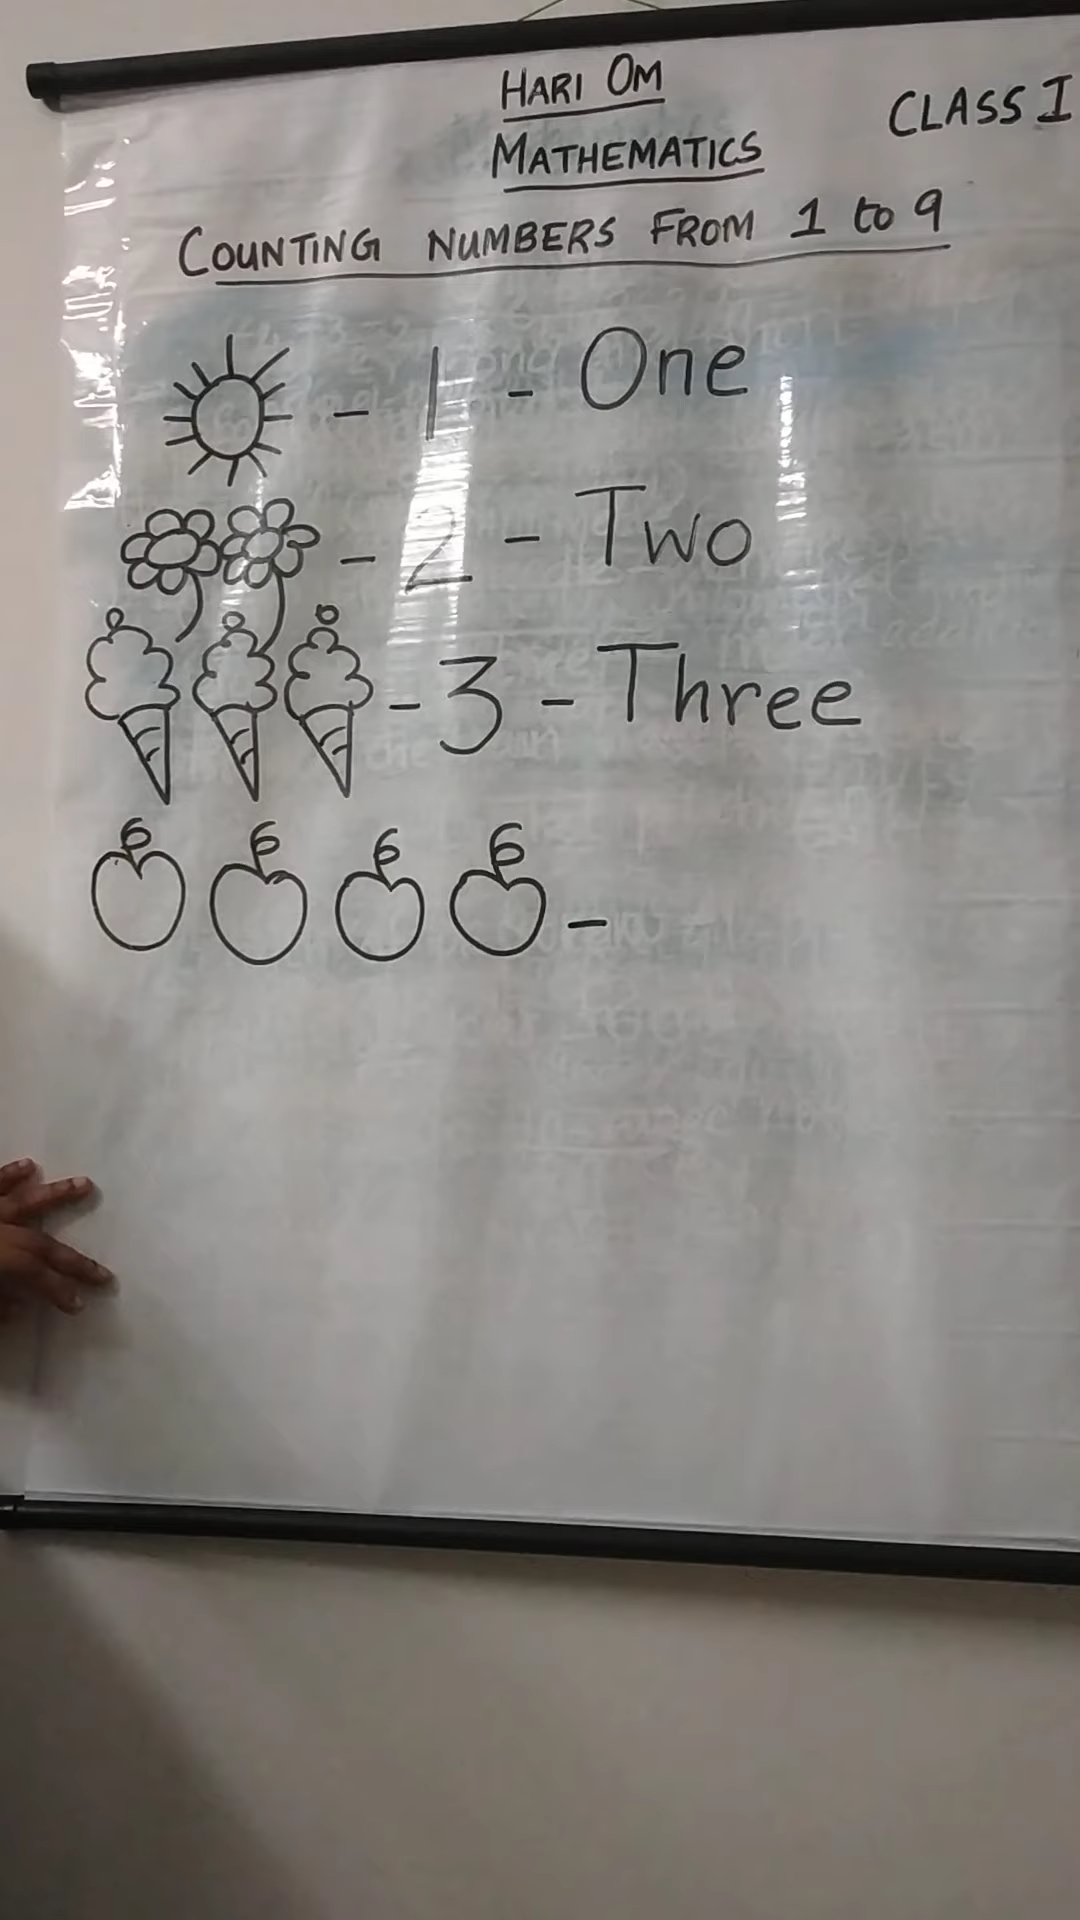 HARI OM
CLASS I
MATHEMATICS
COUNTING NUMBERS FROM 1 to 9
- 1 - One
- 2 - Two
- 3 - Three
-